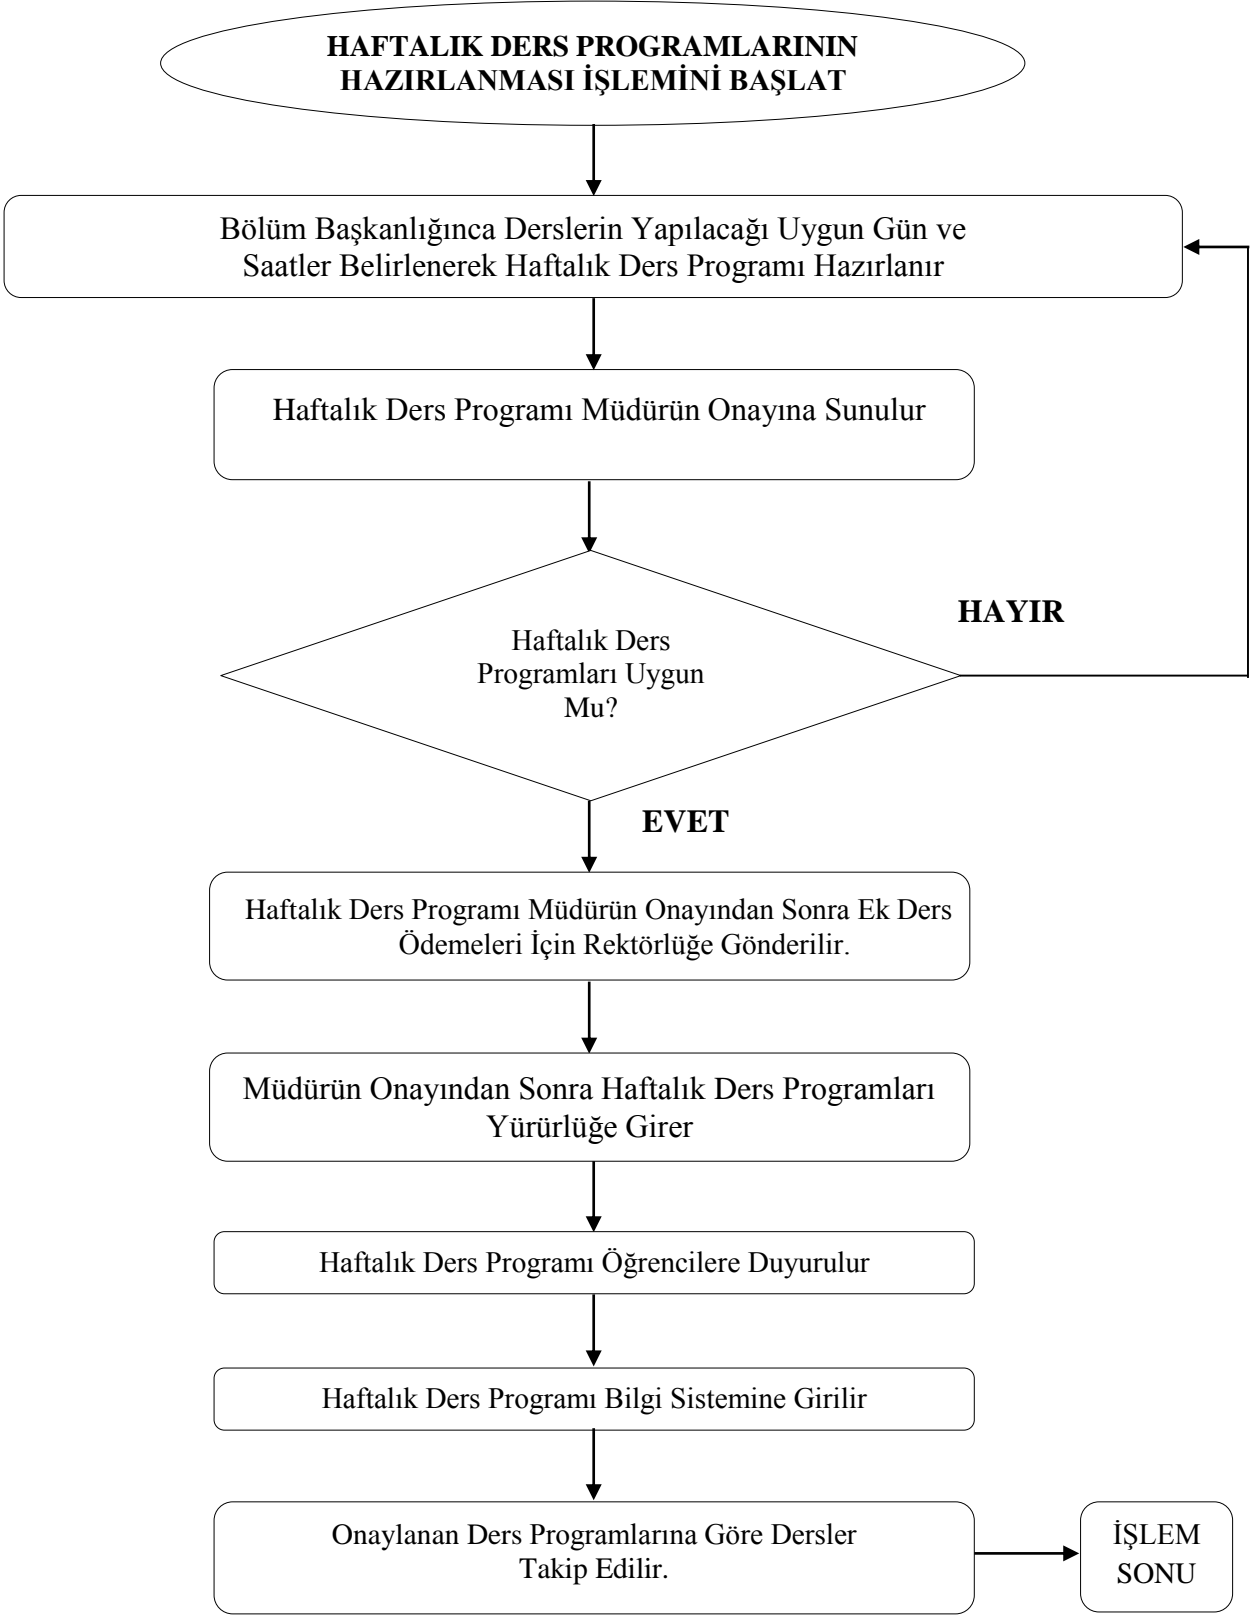 HAFTALIK DERS PROGRAMLARININ
HAZIRLANMASI İŞLEMİNİ BAŞLAT
Bölüm Başkanlığınca Derslerin Yapılacağı Uygun Gün ve
Saatler Belirlenerek Haftalık Ders Programı Hazırlanır
Haftalık Ders Programı Müdürün Onayına Sunulur
HAYIR
Haftalık Ders
Programları Uygun
Mu?
EVET
Haftalık Ders Programı Müdürün Onayından Sonra Ek Ders
Ödemeleri İçin Rektörlüğe Gönderilir.
Müdürün Onayından Sonra Haftalık Ders Programları
Yürürlüğe Girer
Haftalık Ders Programı Öğrencilere Duyurulur
Haftalık Ders Programı Bilgi Sistemine Girilir
Onaylanan Ders Programlarına Göre Dersler
Takip Edilir.
İŞLEM
SONU